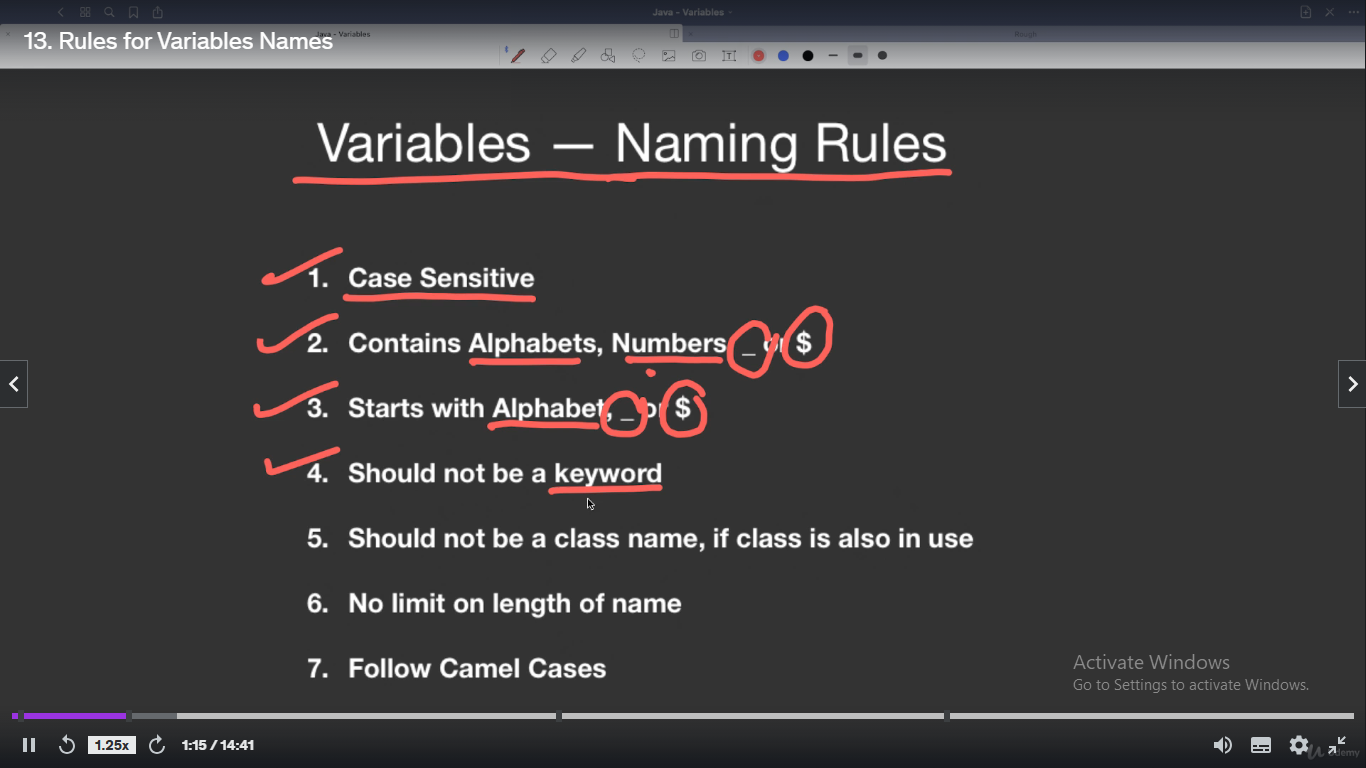 Java - Variables
13. Rules for Variables Names
Java - Variables
Rough
Variables — Naming Rules
1. Case Sensitive
2. Contains Alphabets, Numbers _ or $
3. Starts with Alphabet, _ or $
4. Should not be a keyword
5. Should not be a class name, if class is also in use
6. No limit on length of name
7. Follow Camel Cases
Activate Windows
Go to Settings to activate Windows.
1.25x
1:15 / 14:41
Udemy